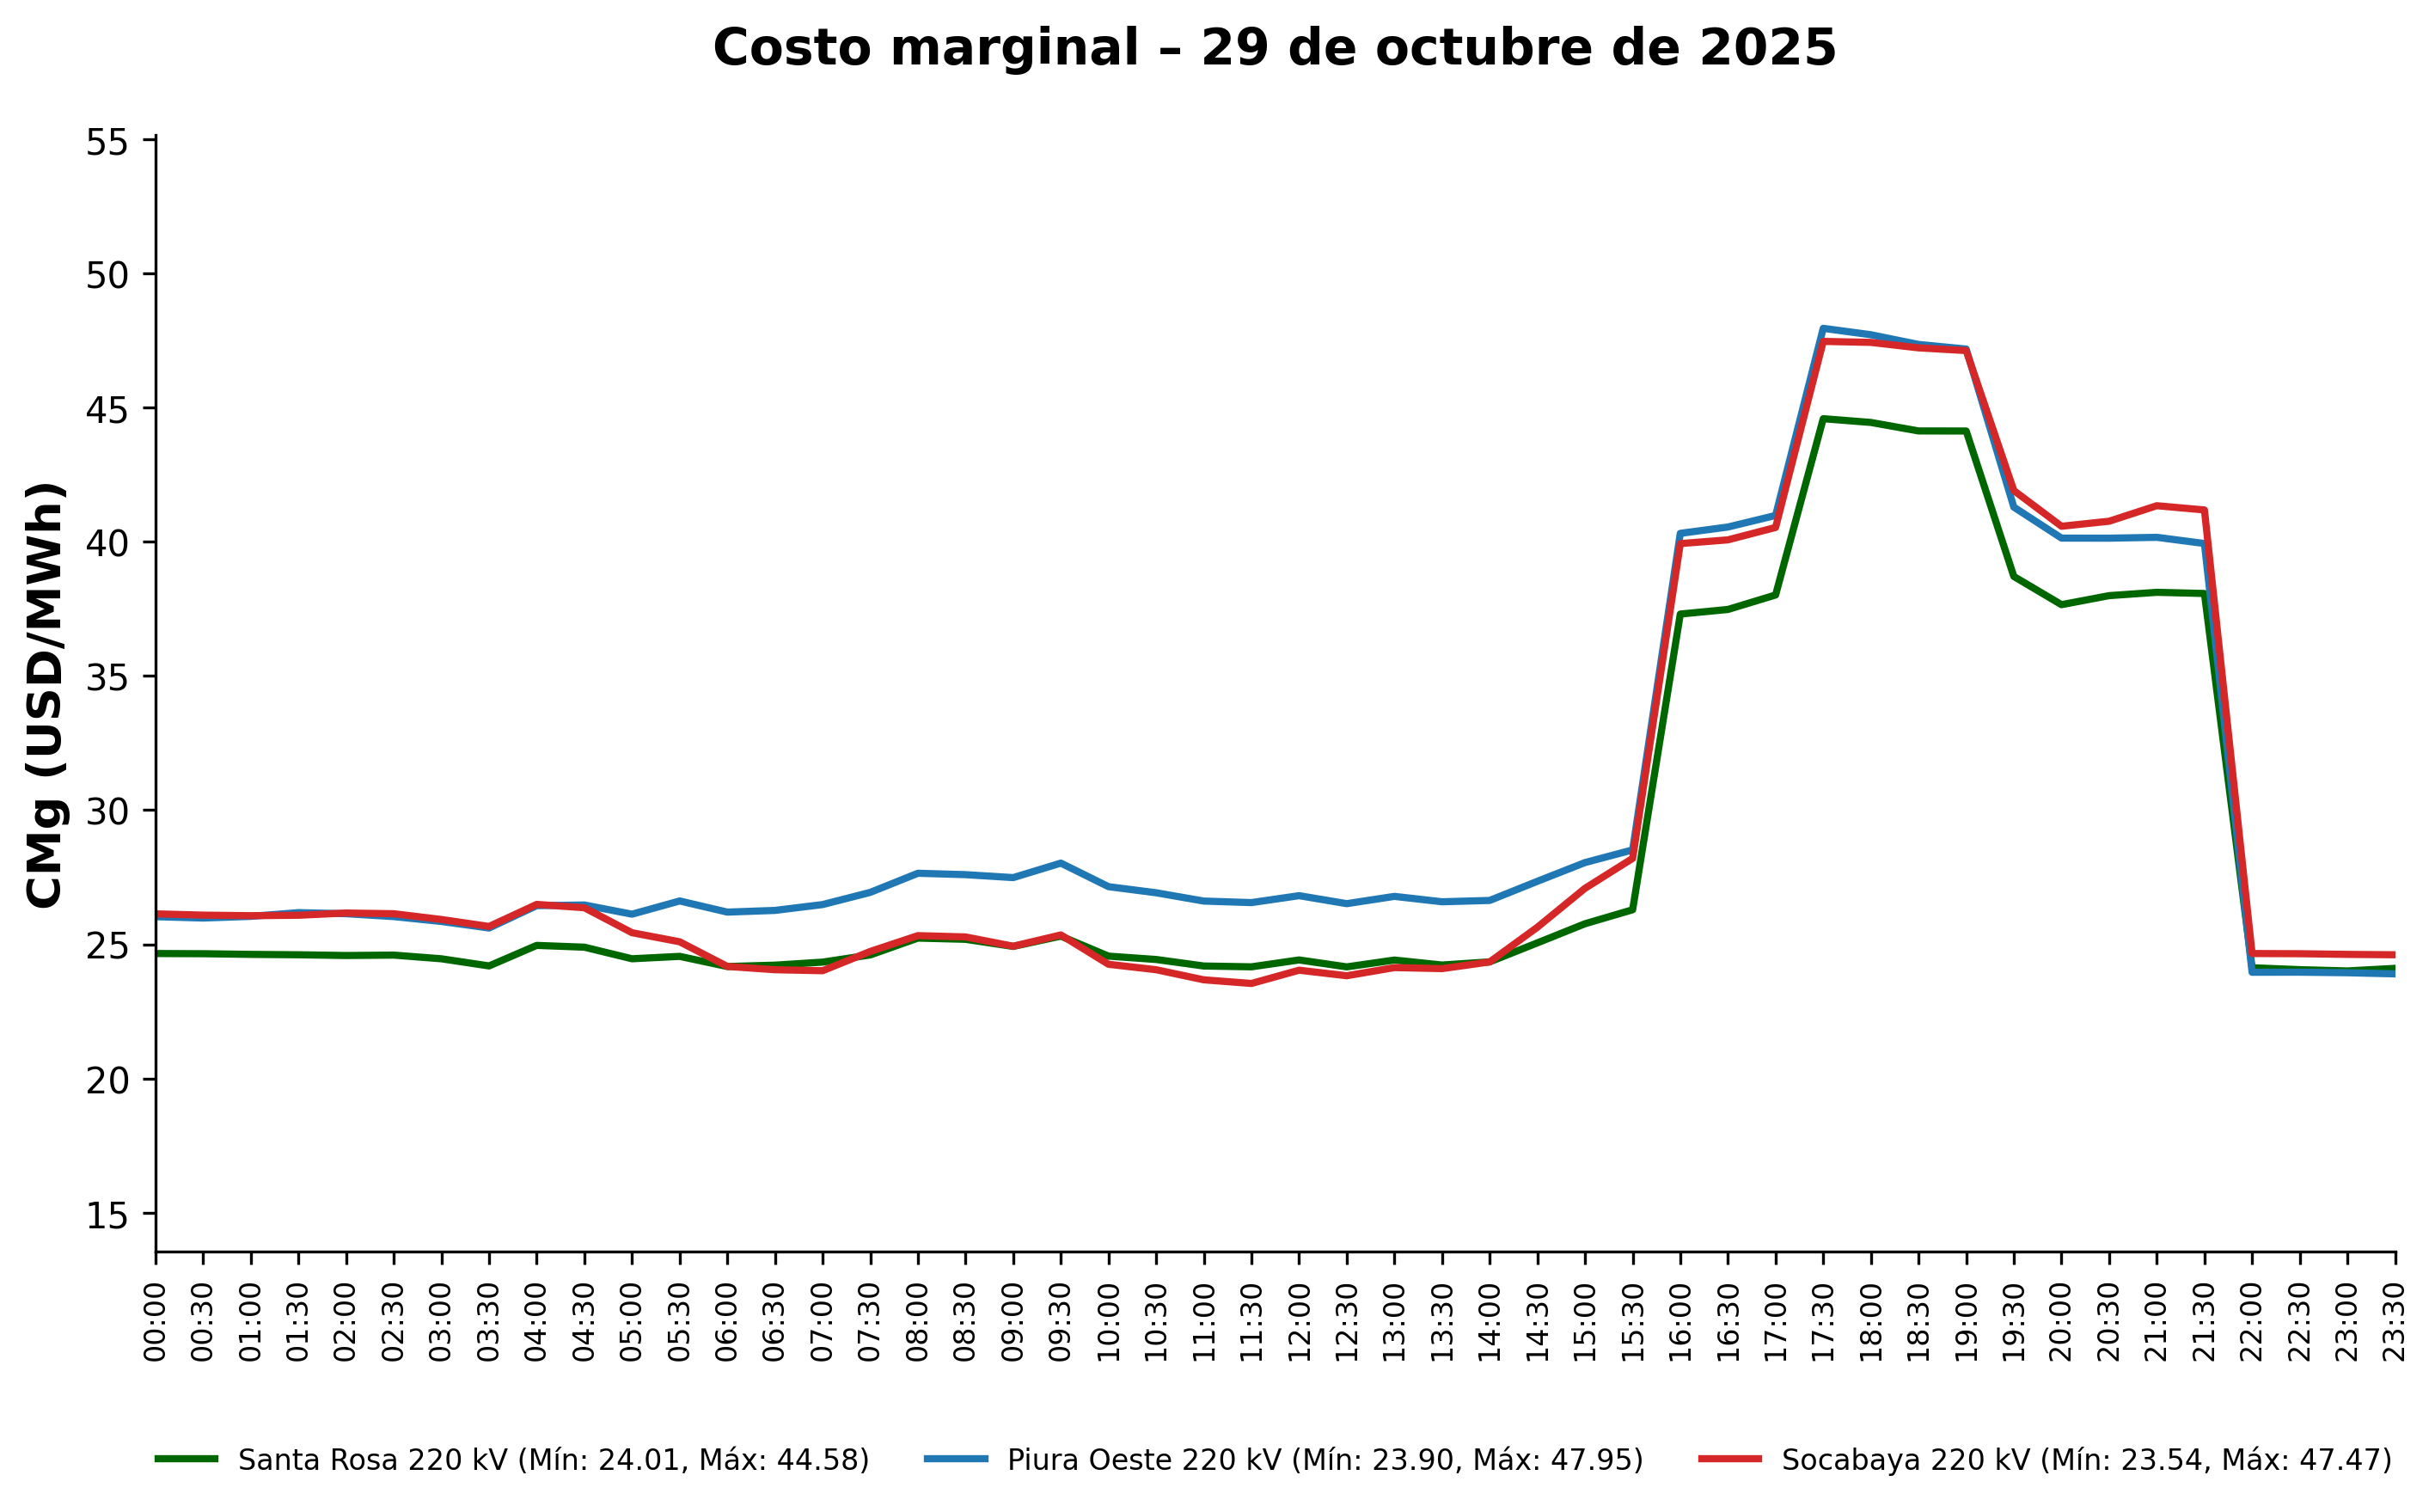 Costo marginal – 29 de octubre de 2025
CMg (USD/MWh)
55
50
45
40
35
30
25
20
15
00:00 00:30 01:00 01:30 02:00 02:30 03:00 03:30 04:00 04:30 05:00 05:30 06:00 06:30 07:00 07:30 08:00 08:30 09:00 09:30 10:00 10:30 11:00 11:30 12:00 12:30 13:00 13:30 14:00 14:30 15:00 15:30 16:00 16:30 17:00 17:30 18:00 18:30 19:00 19:30 20:00 20:30 21:00 21:30 22:00 22:30 23:00 23:30
Santa Rosa 220 kV (Mín: 24.01, Máx: 44.58) Piura Oeste 220 kV (Mín: 23.90, Máx: 47.95) Socabaya 220 kV (Mín: 23.54, Máx: 47.47)